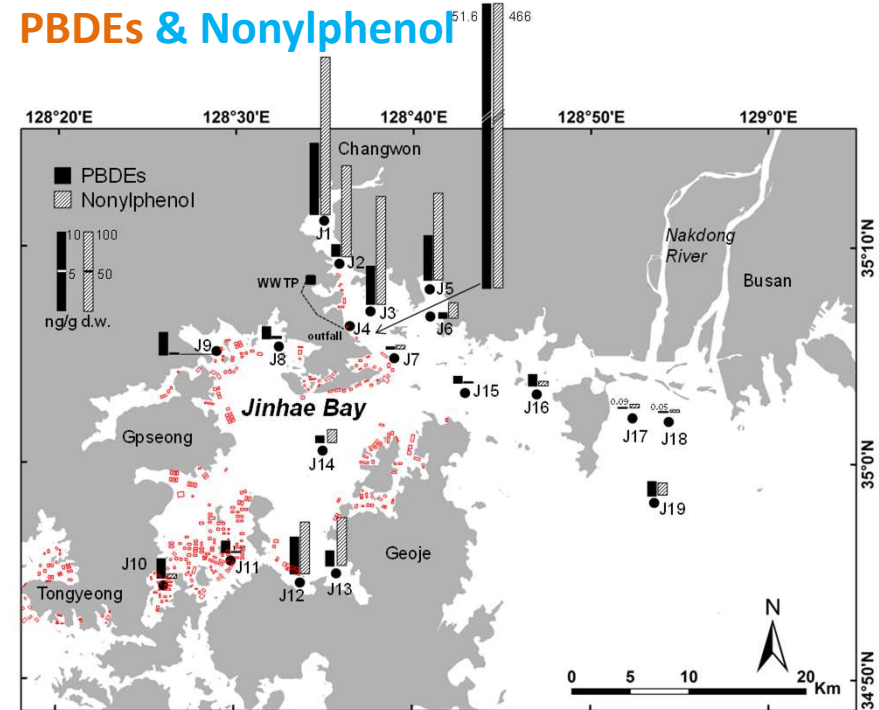 PBDEs & Nonylphenol
51.6
466
128°20'
128°30'
128°40'
128°50'
129°0'
Changwon
PBDEs
Nonylphenol
10
100
5
50
ng/g d.w.
J1
J2
WWTP
J3
J4
outfall
J5
J6
Nakdong
River
Busan
35°10'N
J9
J8
J7
J15
J16
0.09
0.05
J17
J18
Jinhae Bay
Gpseong
J14
35°0'N
J19
J10
J11
J12
J13
Geoje
Tongyeong
N
0
5
10
20
Km
34°50'N